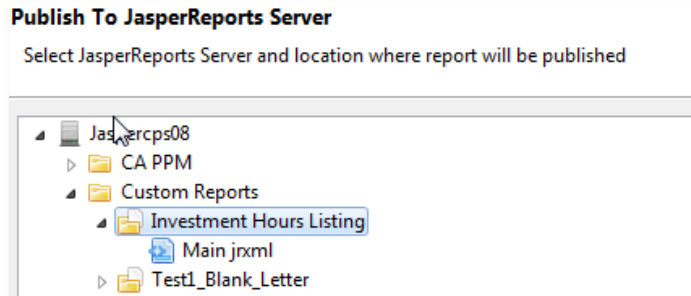 Publish To JasperReports Server
Select JasperReports Server and location where report will be published
Jaspercps08
CA PPM
Custom Reports
Investment Hours Listing
Main jrxml
Test1_Blank_Letter